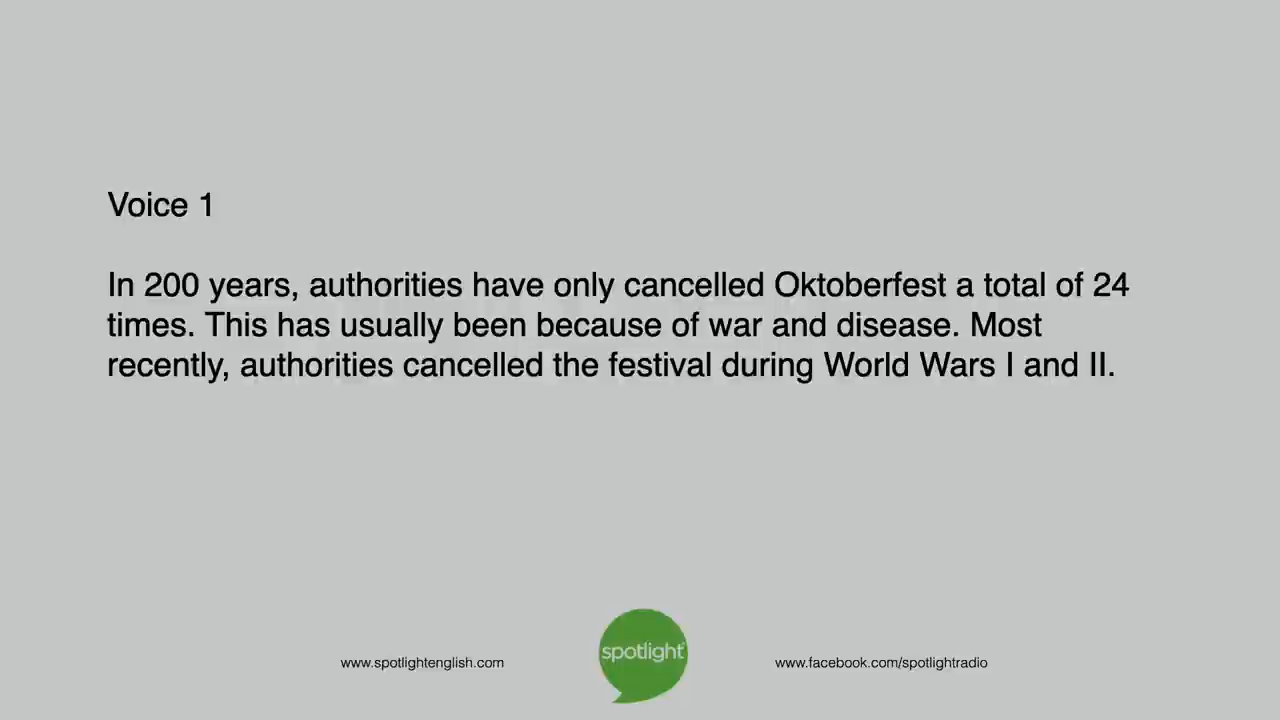 Voice 1
In 200 years, authorities have only cancelled Oktoberfest a total of 24
times. This has usually been because of war and disease. Most
recently, authorities cancelled the festival during World Wars I and II.
www.spotlightenglish.com
spotlight
www.facebook.com/spotlightradio